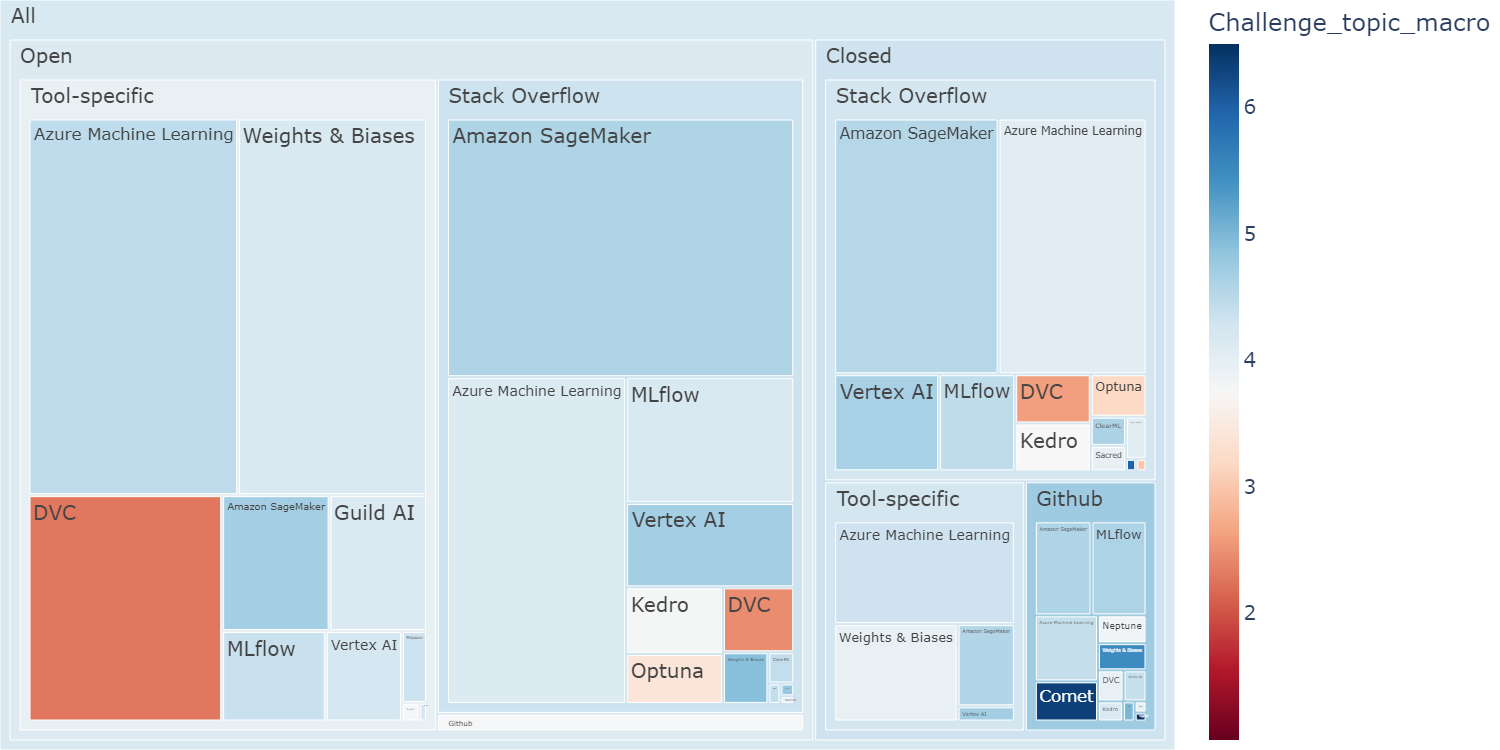 All
Open
Tool-specific
Azure Machine Learning
Weights & Biases
DVC
Amazon SageMaker
Guild AI
MLflow
Vertex AI
Polyaxon
Stack Overflow
Amazon SageMaker
Azure Machine Learning
MLflow
Vertex AI
Kedro
DVC
Optuna
Weights & Biases
ClearML
Github
Closed
Stack Overflow
Amazon SageMaker
Azure Machine Learning
Vertex AI
MLflow
DVC
Optuna
Kedro
ClearML
Sacred
Tool-specific
Azure Machine Learning
Weights & Biases
Amazon SageMaker
Vertex AI
Github
Amazon SageMaker
MLflow
Azure Machine Learning
Neptune
Weights & Biases
DVC
Comet
Kedro
Challenge_topic_macro
6
5
4
3
2